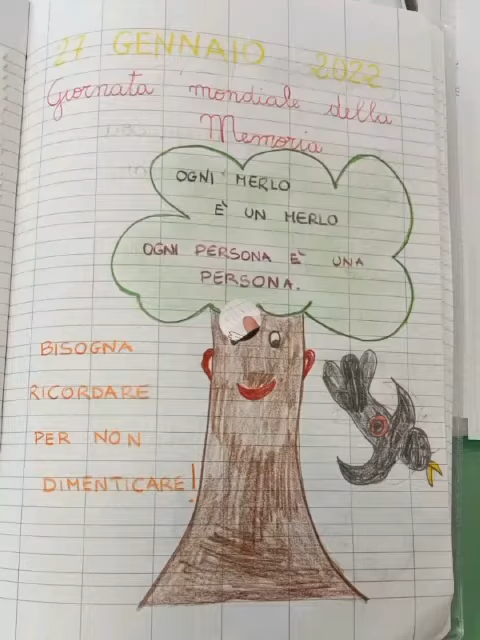 27 GENNAIO 2022
Giornata mondiale della
Memoria
OGNI MERLO
È UN MERLO
OGNI PERSONA È UNA
PERSONA.
BISOGNA
RICORDARE
PER NON
DIMENTICARE!